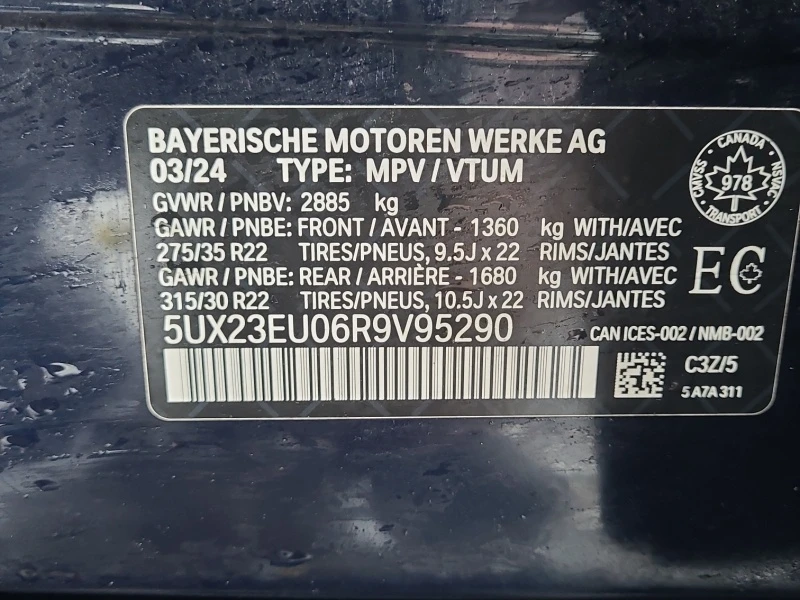 BAYERISCHE MOTOREN WERKE AG
03/24 TYPE: MPV / VTUM
GVWR / PNBV: 2885 kg
GAWR / PNBE: FRONT / AVANT - 1360 kg WITH/AVEC
275/35 R22 TIRES/PNEUS, 9.5J x 22 RIMS/JANTES
GAWR / PNBE: REAR / ARRIÈRE - 1680 kg WITH/AVEC
315/30 R22 TIRES/PNEUS, 10.5J x 22 RIMS/JANTES
5UX23EU06R9V95290
CANADA
CMVSS
978
NSVAC
TRANSPORT
EC
CAN ICES-002 / NMB-002
C3Z/5
5 A7A 311